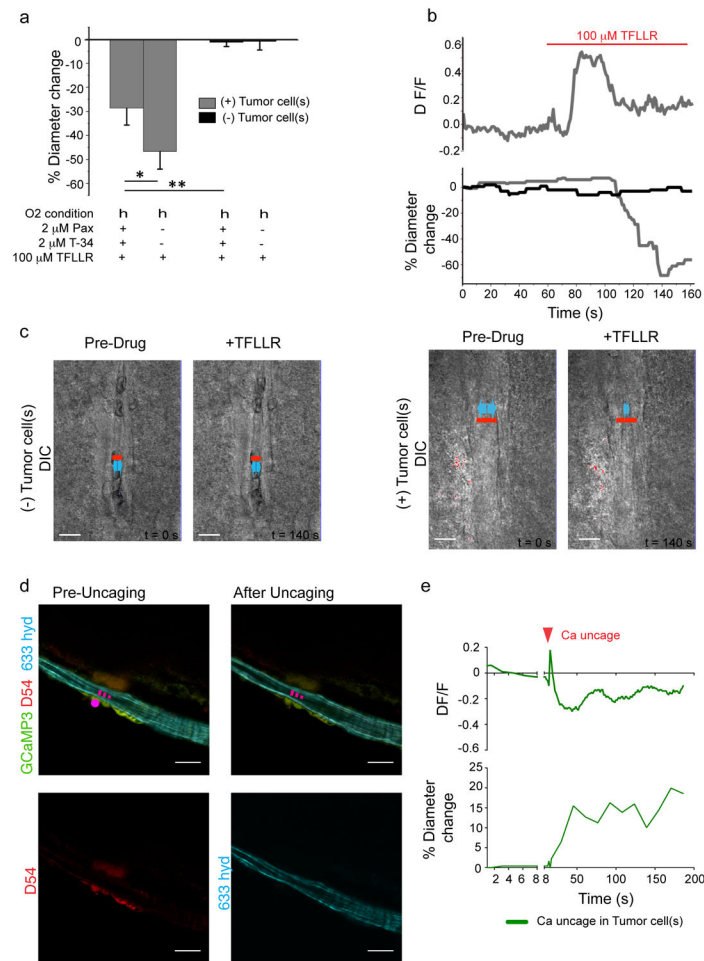 a
% Diameter change
0
-10
-20
-30
-40
-50
-60
(+) Tumor cell(s)
(-) Tumor cell(s)
*
**
O2 condition h h h h
2 µM Pax + - + -
2 µM T-34 + - + -
100 µM TFLLR + + + +
b
100 µM TFLLR
D F/F
0.6
0.4
0.2
0.0
-0.2
% Diameter
change
0
-20
-40
-60
0 20 40 60 80 100 120 140 160
Time (s)
c
Pre-Drug
+TFLLR
(-) Tumor cell(s)
DIC
t = 0 s
t = 140 s
Pre-Drug
+TFLLR
(+) Tumor cell(s)
DIC
t = 0 s
t = 140 s
d
Pre-Uncaging
After Uncaging
GCaMP3 D54 633 hyd
D54
633 hyd
e
Ca uncage
DF/F
0.2
0
-0.2
-0.4
-0.6
% Diameter
change
25
20
15
10
5
0
2 4 6 8 8 50 100 150 200
Time (s)
Ca uncage in Tumor cell(s)